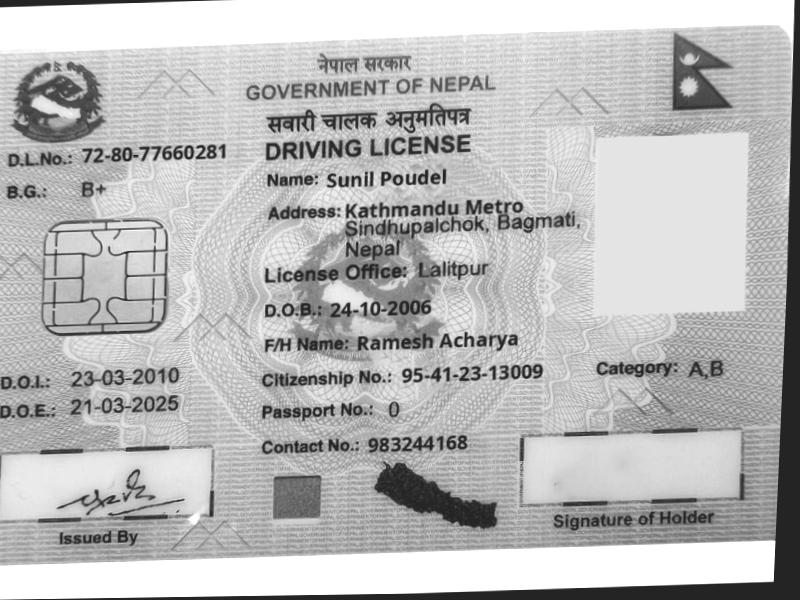 नेपाल सरकार
GOVERNMENT OF NEPAL
सवारी चालक अनुमतिपत्र
DRIVING LICENSE
D.L.No.: 72-80-77660281
B.G.: B+
Name: Sunil Poudel
Address: Kathmandu Metro
Sindhupalchok, Bagmati,
Nepal
License Office: Lalitpur
D.O.B.: 24-10-2006
F/H Name: Ramesh Acharya
D.O.I.: 23-03-2010
Citizenship No.: 95-41-23-13009
Category: A,B
D.O.E.: 21-03-2025
Passport No.: 0
Contact No.: 983244168
Issued By
Signature of Holder